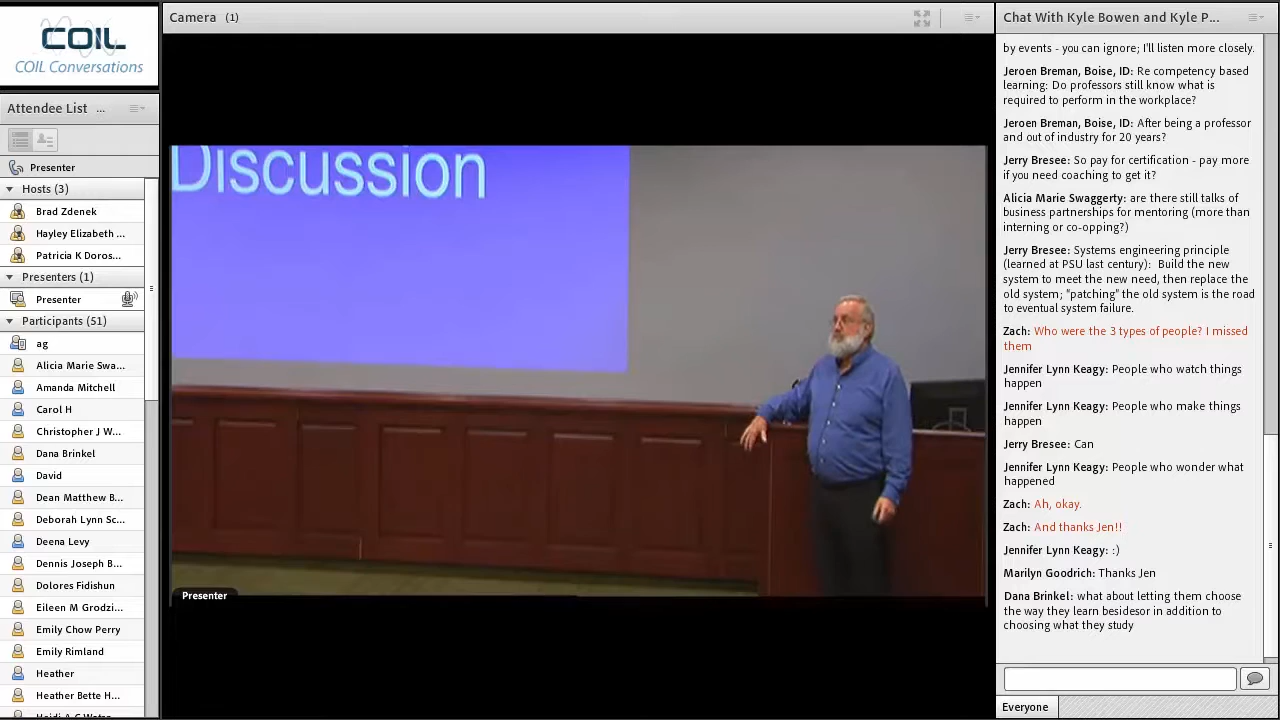 COIL
COIL Conversations
Attendee List ...
Presenter
Hosts (3)
Brad Zdenek
Hayley Elizabeth ...
Patricia K Doros...
Presenters (1)
Presenter
Participants (51)
ag
Alicia Marie Swa...
Amanda Mitchell
Carol H
Christopher J W...
Dana Brinkel
David
Dean Matthew B...
Deborah Lynn Sc...
Deena Levy
Dennis Joseph B...
Dolores Fidishun
Eileen M Grodzi...
Emily Chow Perry
Emily Rimland
Heather
Heather Bette H...
Camera (1)
Discussion
Presenter
Chat With Kyle Bowen and Kyle P...
by events - you can ignore; I'll listen more closely.
Jeroen Breman, Boise, ID: Re competency based
learning: Do professors still know what is
required to perform in the workplace?
Jeroen Breman, Boise, ID: After being a professor
and out of industry for 20 years?
Jerry Bresee: So pay for certification - pay more
if you need coaching to get it?
Alicia Marie Swaggerty: are there still talks of
business partnerships for mentoring (more than
interning or co-opping?)
Jerry Bresee: Systems engineering principle
(learned at PSU last century): Build the new
system to meet the new need, then replace the
old system; "patching" the old system is the road
to eventual system failure.
Zach: Who were the 3 types of people? I missed
them
Jennifer Lynn Keagy: People who watch things
happen
Jennifer Lynn Keagy: People who make things
happen
Jerry Bresee: Can
Jennifer Lynn Keagy: People who wonder what
happened
Zach: Ah, okay.
Zach: And thanks Jen!!
Jennifer Lynn Keagy: :)
Marilyn Goodrich: Thanks Jen
Dana Brinkel: what about letting them choose
the way they learn besidesor in addition to
choosing what they study
Everyone